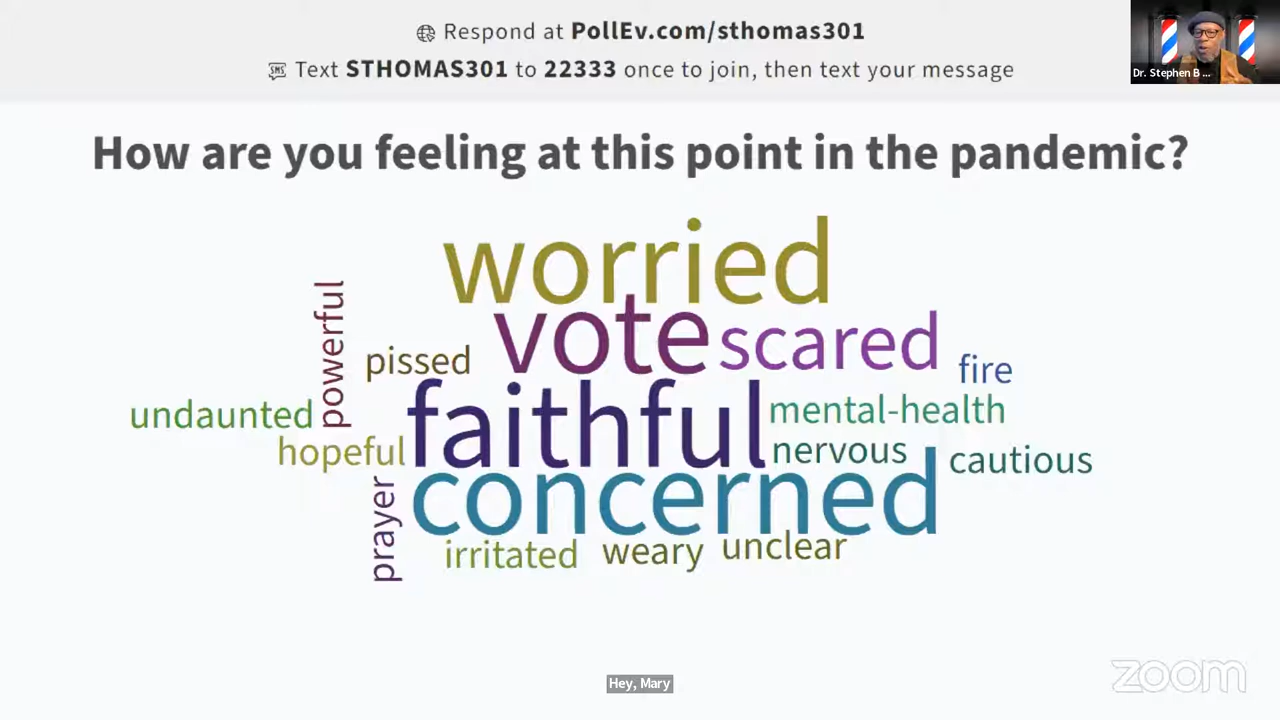 Respond at PollEv.com/sthomas301
Text STHOMAS301 to 22333 once to join, then text your message
Dr. Stephen B ...
How are you feeling at this point in the pandemic?
worried
powerful
vote
scared
pissed
fire
undaunted
faithful
mental-health
hopeful
nervous
cautious
prayer
concerned
irritated
weary
unclear
Hey, Mary
zoom